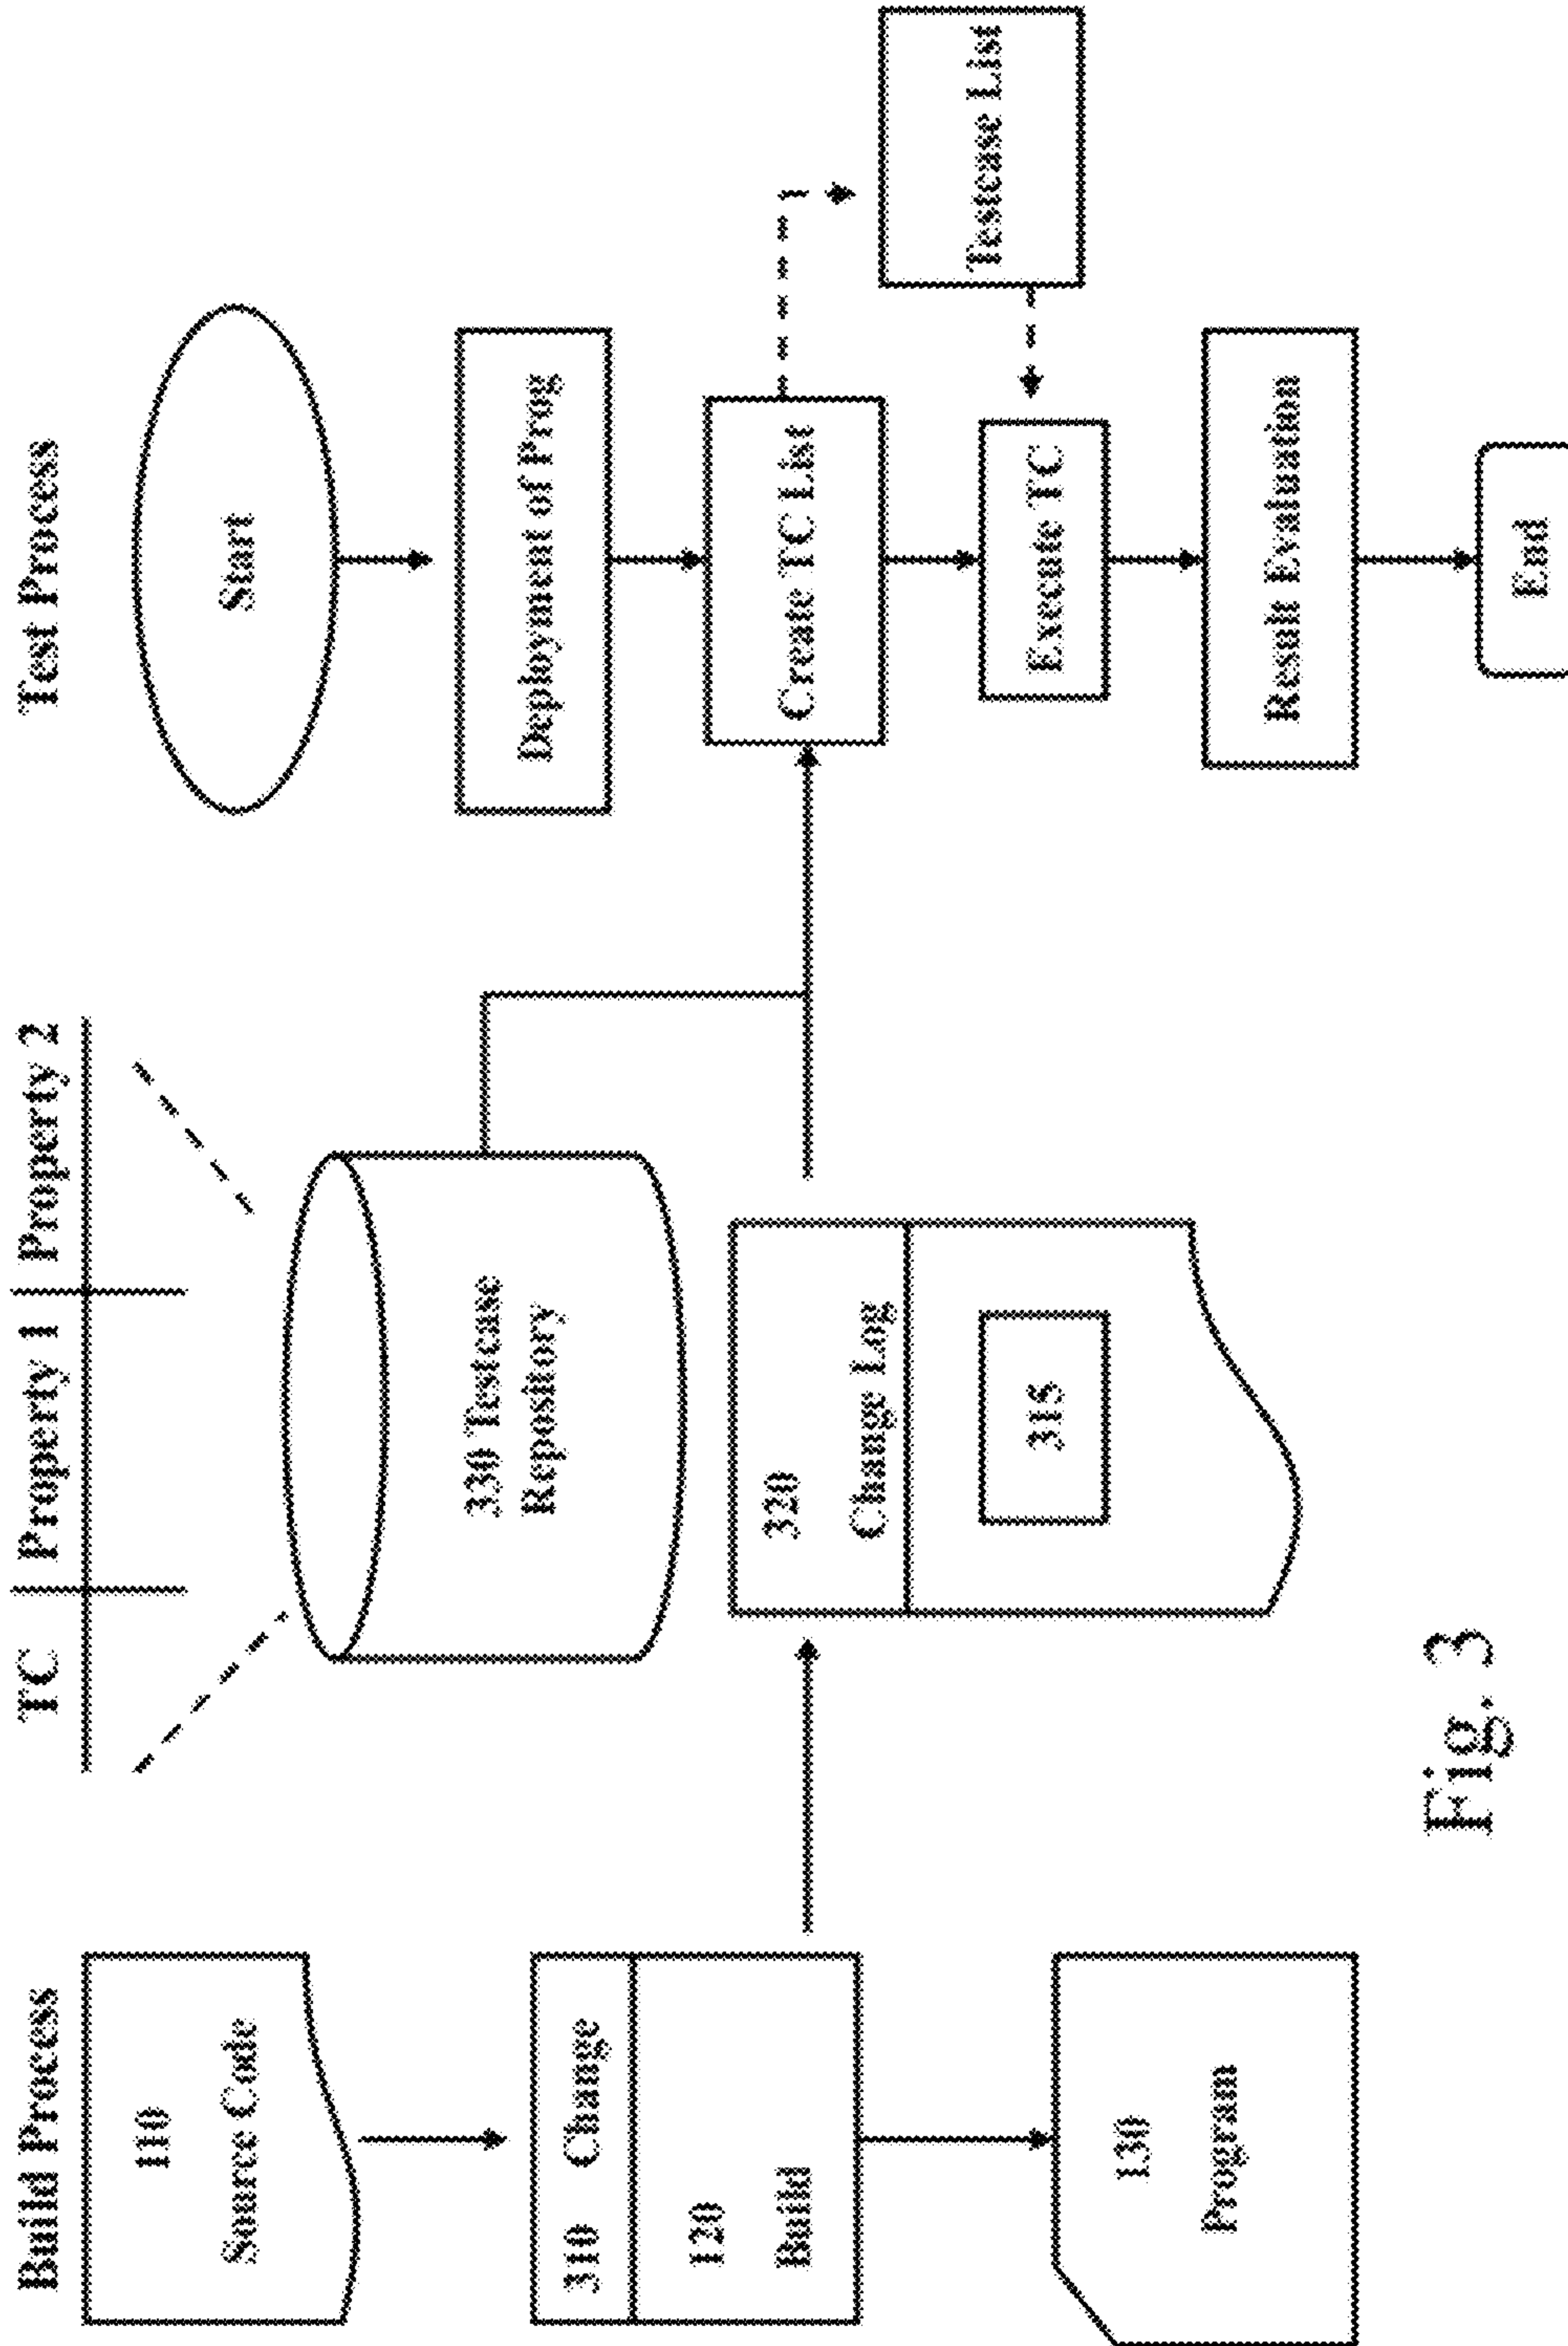 Build Process
110
Source Code
310 Change
120
Build
130
Program
TC Property 1 Property 2
330 Testcase
Repository
320
Change Log
315
Test Process
Start
Deployment of Prog
Create TC List
Testcase List
Execute TC
Result Evaluation
End
Fig. 3